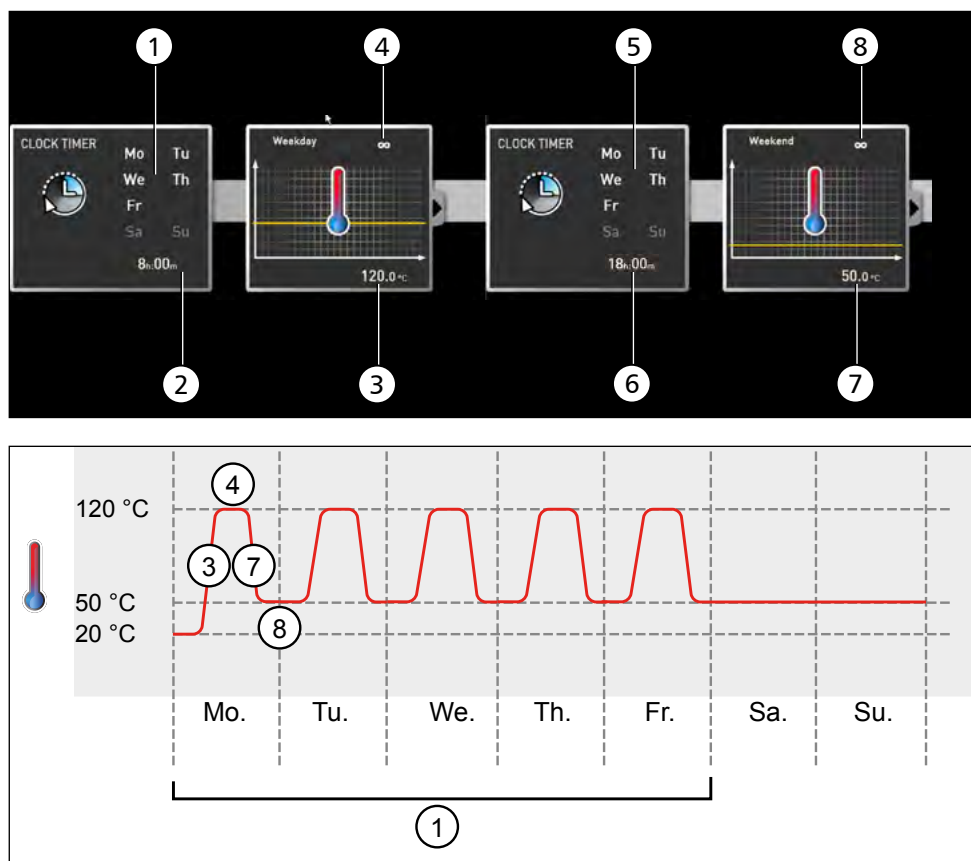 1 4 5 8
CLOCK TIMER
Mo Tu
We Th
Fr
Sa Su
8h:00m
Weekday ∞
120.0 °C
CLOCK TIMER
Mo Tu
We Th
Fr
Sa Su
18h:00m
Weekend ∞
50.0 °C
2 3 6 7
4
120 °C
3 7
50 °C
8
20 °C
Mo. Tu. We. Th. Fr. Sa. Su.
1